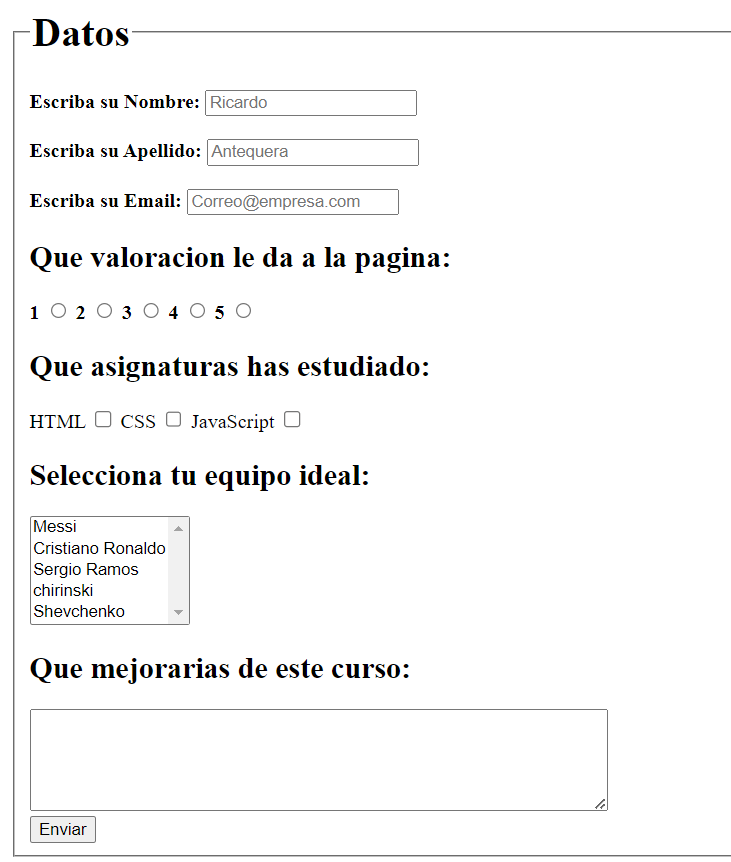 Datos
Escriba su Nombre: Ricardo
Escriba su Apellido: Antequera
Escriba su Email: Correo@empresa.com
Que valoracion le da a la pagina:
1 2 3 4 5
Que asignaturas has estudiado:
HTML CSS JavaScript
Selecciona tu equipo ideal:
Messi
Cristiano Ronaldo
Sergio Ramos
chirinski
Shevchenko
Que mejorarias de este curso:
Enviar